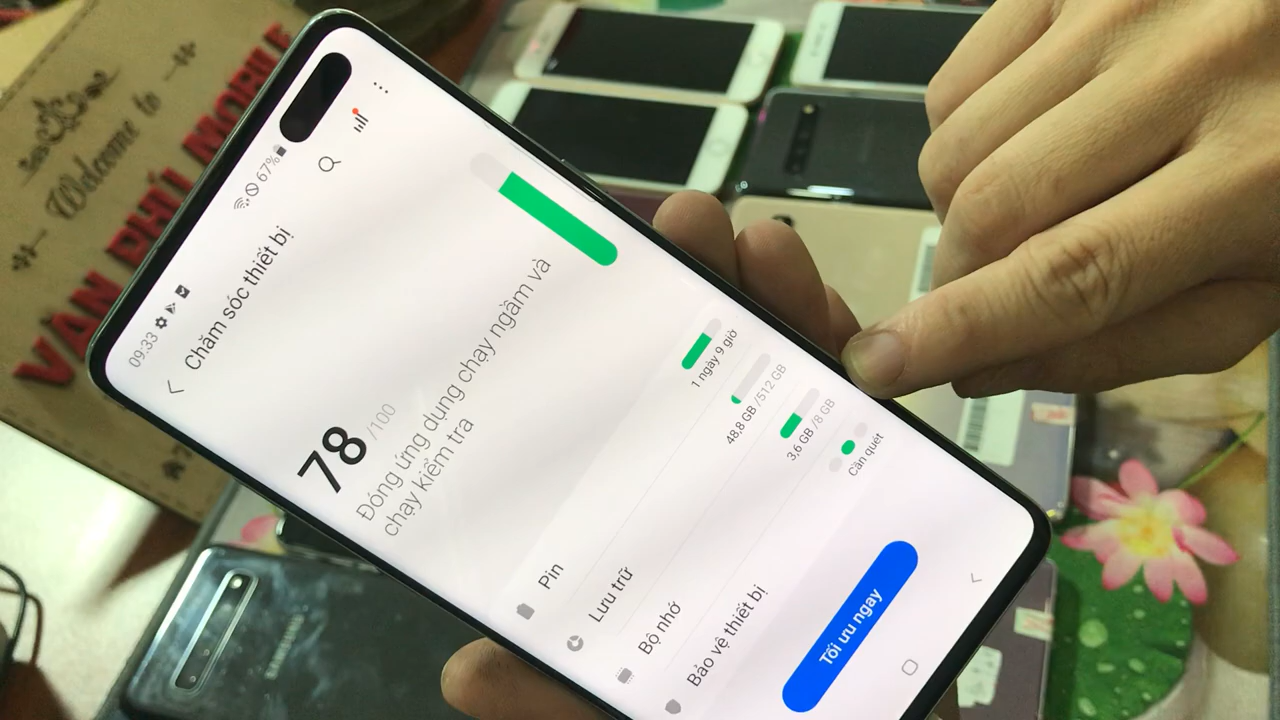 Welcome to
VĂN PHÚ MOBILE
09:33
67%
Chăm sóc thiết bị
78 /100
Đóng ứng dụng chạy ngầm và
chạy kiểm tra
Pin
1 ngày 9 giờ
Lưu trữ
48,8 GB /512 GB
Bộ nhớ
3,6 GB /8 GB
Bảo vệ thiết bị
Cần quét
Tối ưu ngay
SAMSUNG